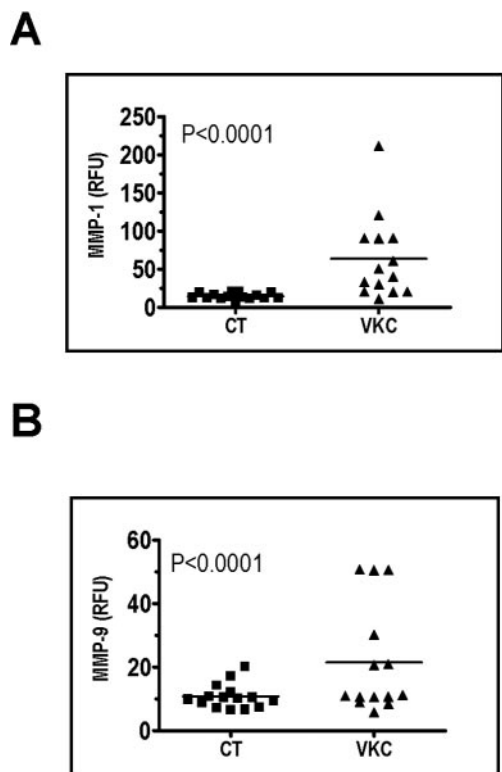 A
250
200
150
100
50
0
MMP-1 (RFU)
P<0.0001
CT VKC
B
60
40
20
0
MMP-9 (RFU)
P<0.0001
CT VKC